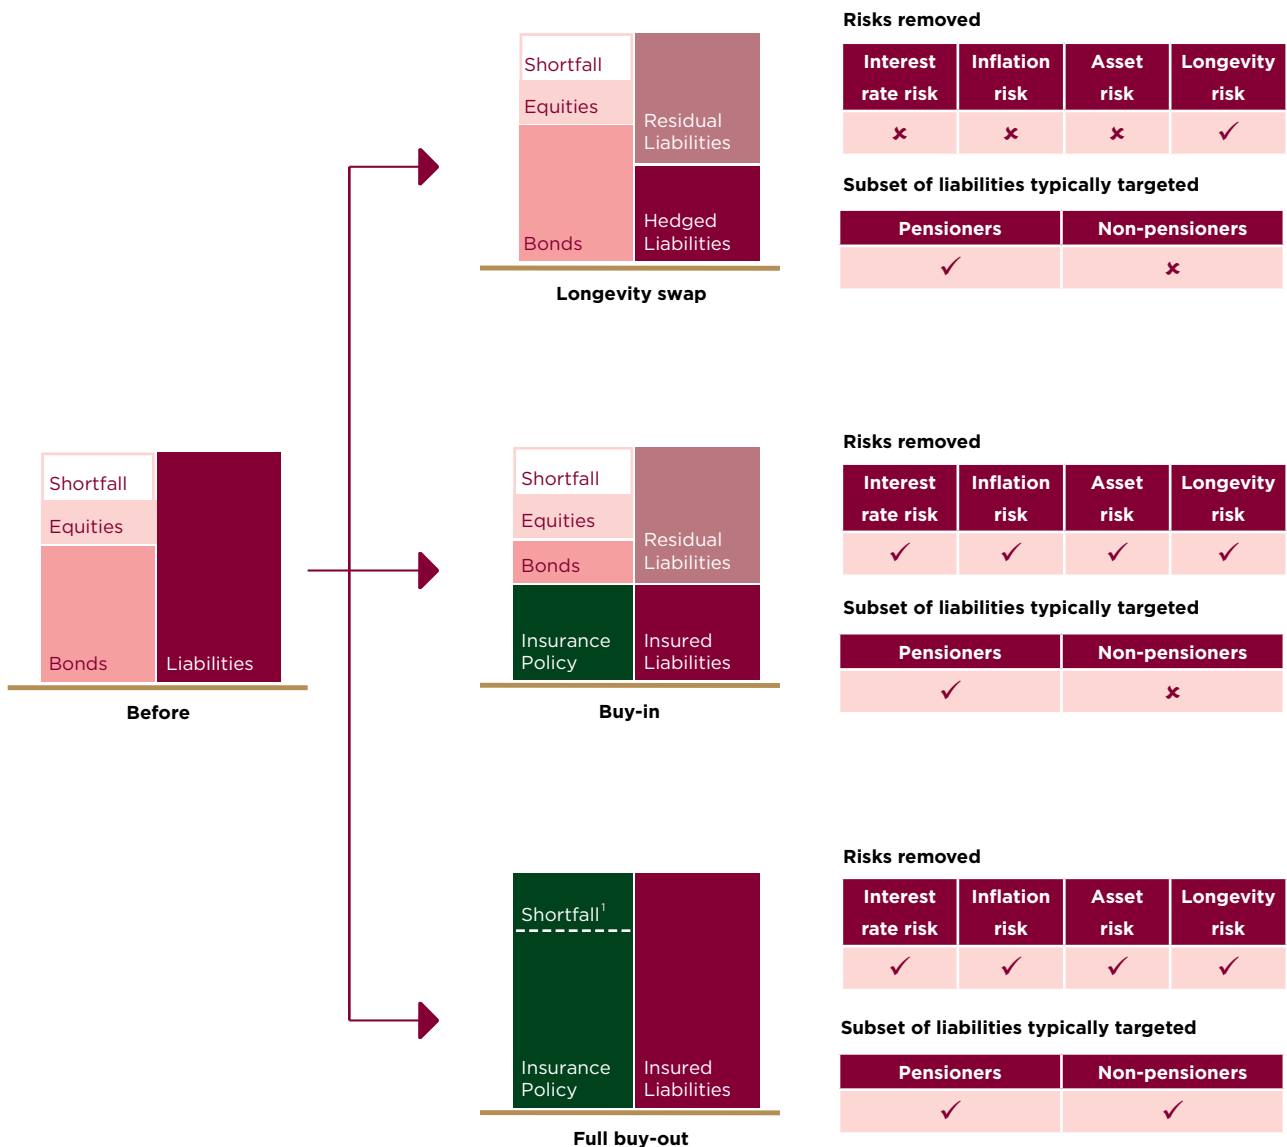 Risks removed
Interest rate risk
Inflation risk
Asset risk
Longevity risk
✘ ✘ ✘ ✓
Subset of liabilities typically targeted
Pensioners Non-pensioners
✓ ✘
Shortfall
Equities
Bonds
Residual
Liabilities
Hedged
Liabilities
Longevity swap
Shortfall
Equities
Bonds
Liabilities
Before
Shortfall
Equities
Bonds
Insurance
Policy
Residual
Liabilities
Insured
Liabilities
Buy-in
Risks removed
Interest rate risk
Inflation risk
Asset risk
Longevity risk
✓ ✓ ✓ ✓
Subset of liabilities typically targeted
Pensioners Non-pensioners
✓ ✘
Shortfall¹
Insurance
Policy
Insured
Liabilities
Full buy-out
Risks removed
Interest rate risk
Inflation risk
Asset risk
Longevity risk
✓ ✓ ✓ ✓
Subset of liabilities typically targeted
Pensioners Non-pensioners
✓ ✓